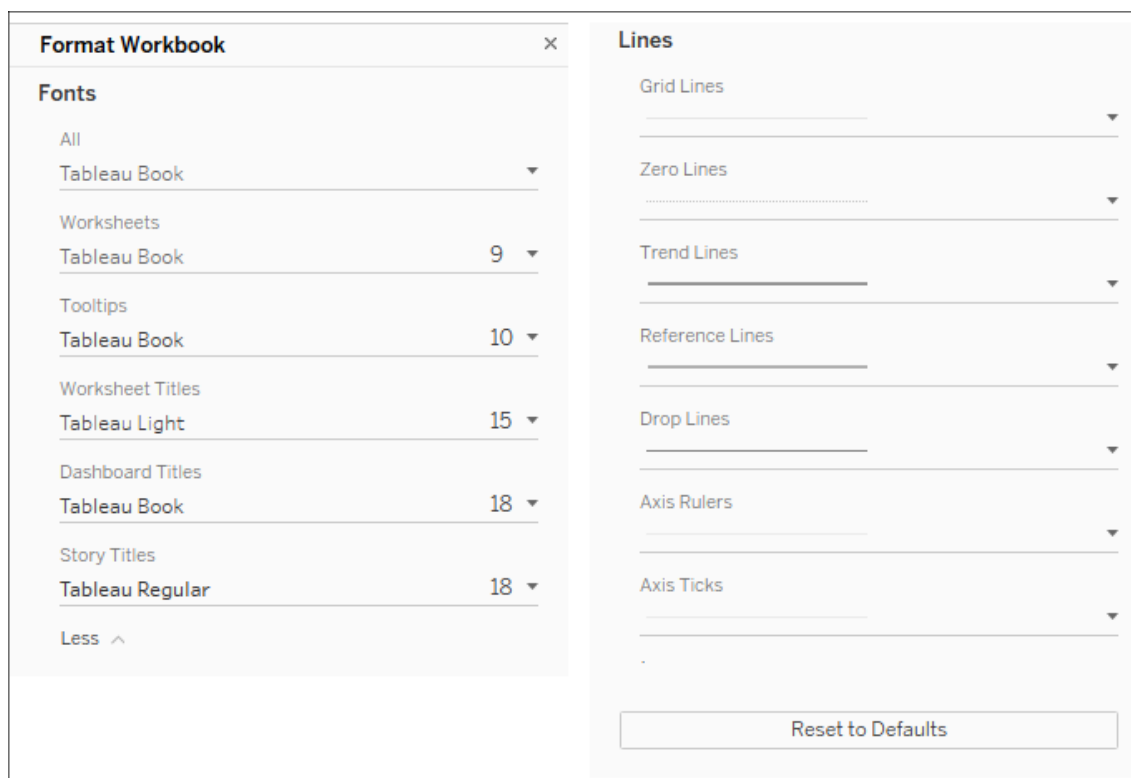 Format Workbook ×
Fonts
All
Tableau Book
Worksheets
Tableau Book 9
Tooltips
Tableau Book 10
Worksheet Titles
Tableau Light 15
Dashboard Titles
Tableau Book 18
Story Titles
Tableau Regular 18
Less
Lines
Grid Lines
Zero Lines
Trend Lines
Reference Lines
Drop Lines
Axis Rulers
Axis Ticks
Reset to Defaults